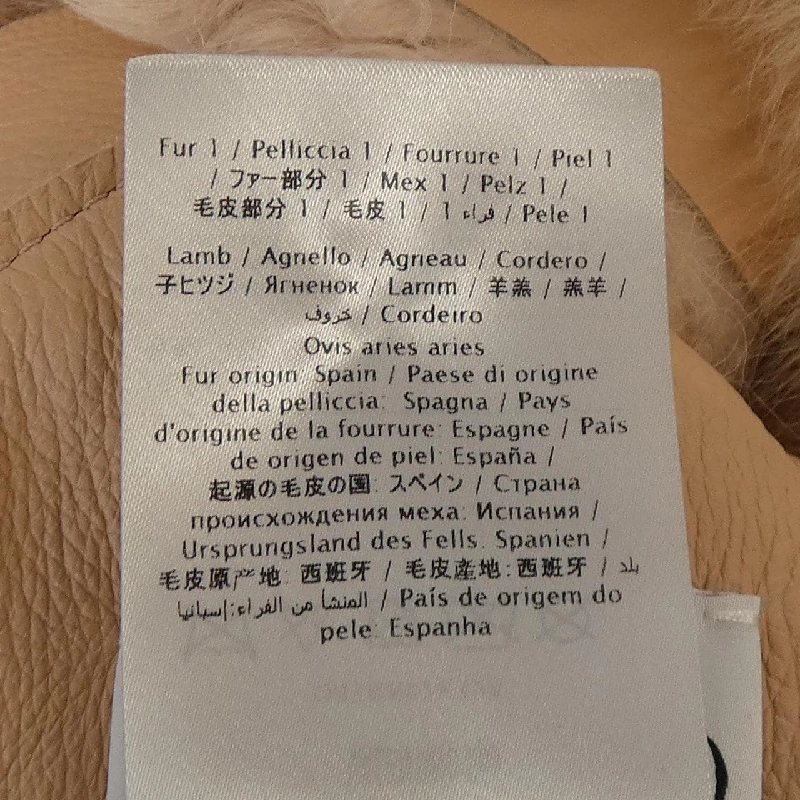 Fur 1 / Pelliccia 1 / Fourrure 1 / Piel 1
/ ファー部分 1 / Мех 1 / Pelz 1 /
毛皮部分 1 / 毛皮 1 / 1 فراء / Pele 1
Lamb / Agnello / Agneau / Cordero /
子ヒツジ / Ягненок / Lamm / 羊羔 / 羔羊 /
خروف / Cordeiro
Ovis aries aries
Fur origin: Spain / Paese di origine
della pelliccia: Spagna / Pays
d'origine de la fourrure: Espagne / País
de origen de piel: España /
起源の毛皮の国: スペイン / Страна
происхождения меха: Испания /
Ursprungsland des Fells: Spanien /
毛皮原产地: 西班牙 / 毛皮產地: 西班牙 / بلد
المنشأ من الفراء:إسبانيا / País de origem do
pele: Espanha